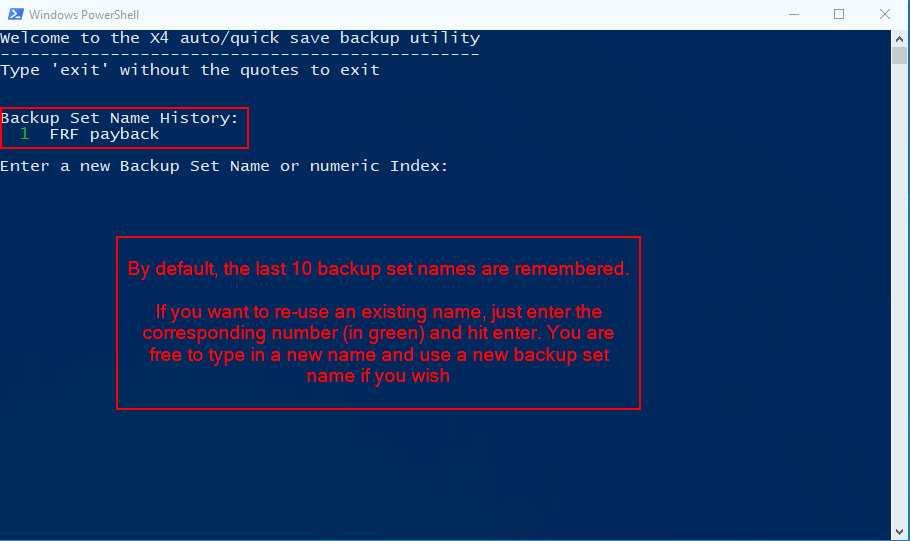 Windows PowerShell
Welcome to the X4 auto/quick save backup utility
------------------------------------------------
Type 'exit' without the quotes to exit
Backup Set Name History:
1 FRF payback
Enter a new Backup Set Name or numeric Index:
By default, the last 10 backup set names are remembered.
If you want to re-use an existing name, just enter the
corresponding number (in green) and hit enter. You are
free to type in a new name and use a new backup set
name if you wish